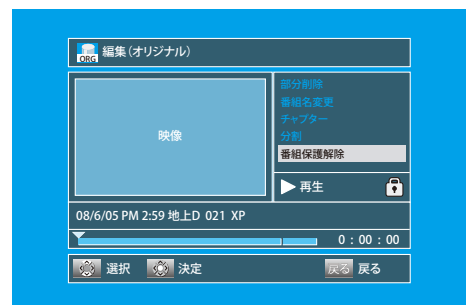 ORG 編集(オリジナル)
映像
部分削除
番組名変更
チャプター
分割
番組保護解除
再生
08/6/05 PM 2:59 地上D 021 XP
0:00:00
選択 決定 戻る 戻る